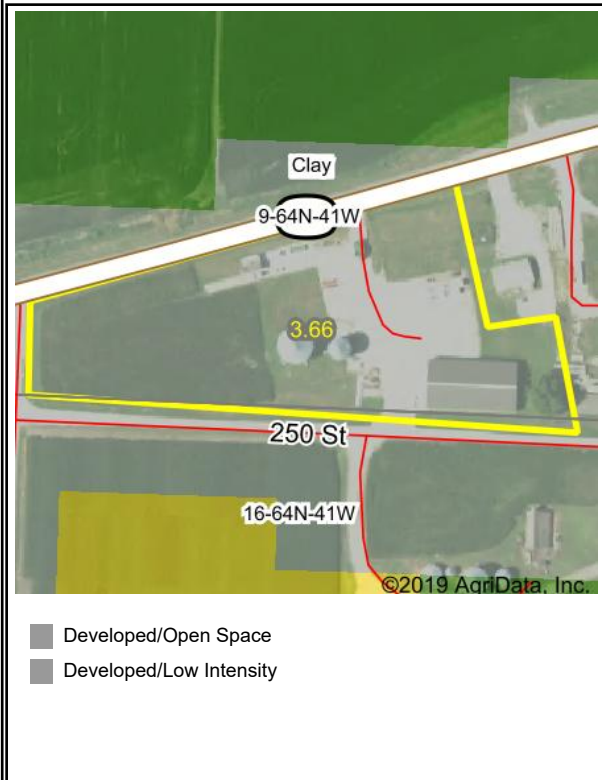 Clay
9-64N-41W
3.66
250 St
16-64N-41W
©2019 AgriData, Inc.
Developed/Open Space
Developed/Low Intensity